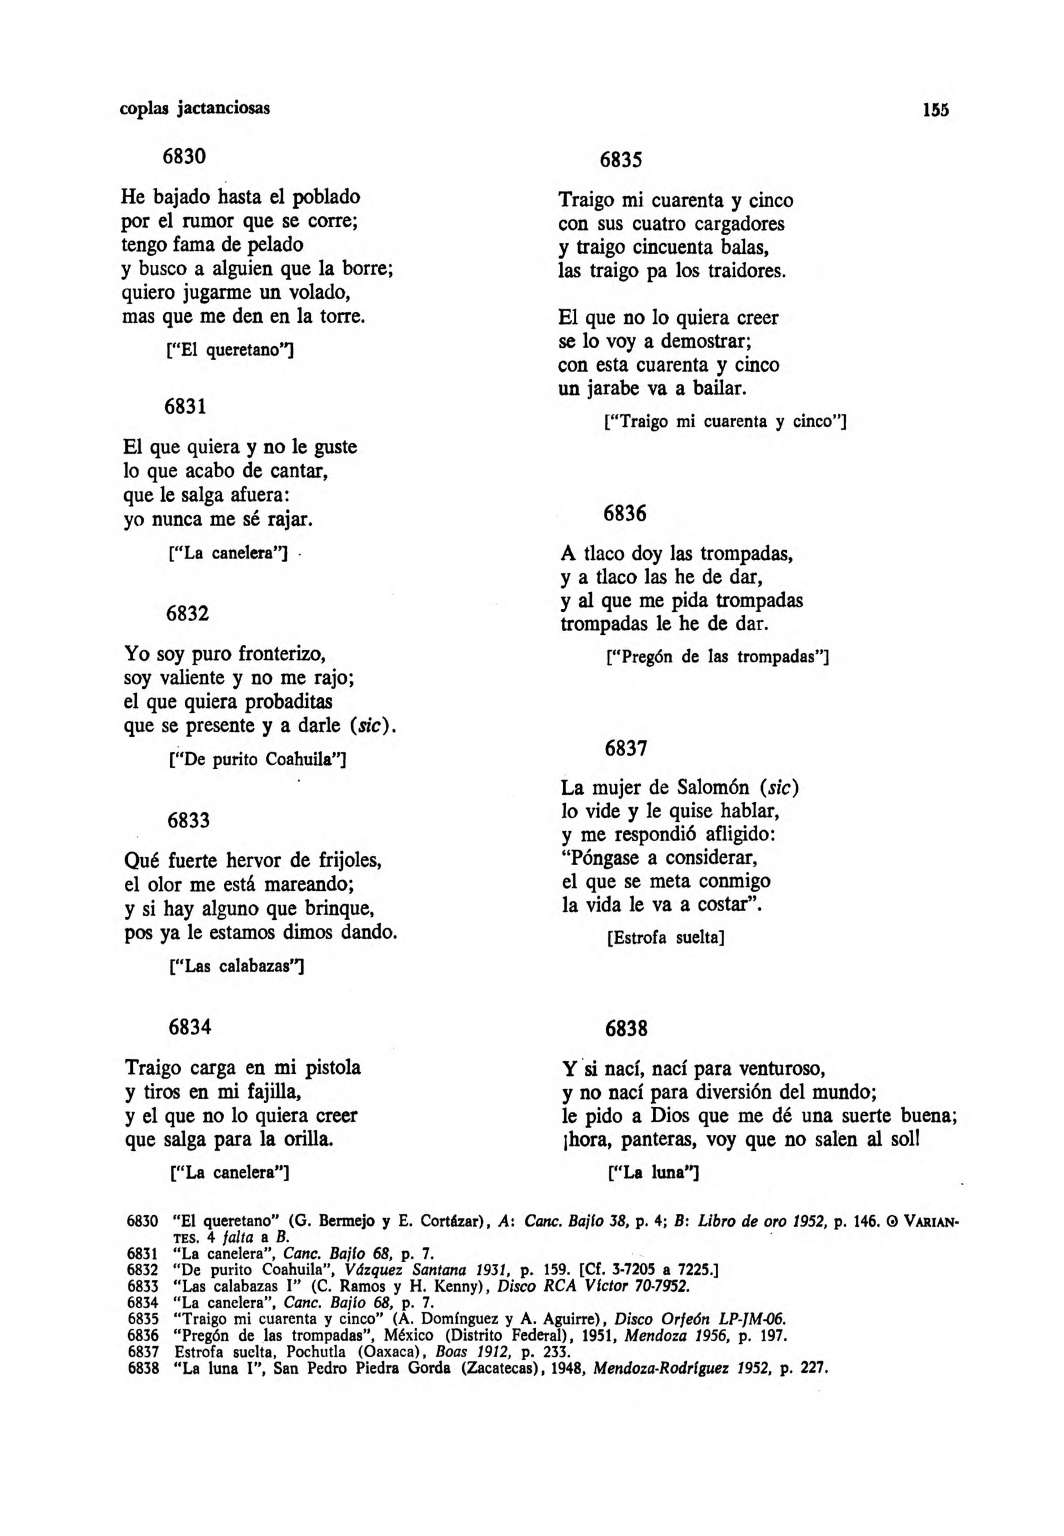 coplas jactanciosas
155
6830
He bajado hasta el poblado
por el rumor que se corre;
tengo fama de pelado
y busco a alguien que la borre;
quiero jugarme un volado,
mas que me den en la torre.
["El queretano"]
6831
El que quiera y no le guste
lo que acabo de cantar,
que le salga afuera:
yo nunca me sé rajar.
["La canelera"]
6832
Yo soy puro fronterizo,
soy valiente y no me rajo;
el que quiera probaditas
que se presente y a darle (sic).
["De purito Coahuila"]
6833
Qué fuerte hervor de frijoles,
el olor me está mareando;
y si hay alguno que brinque,
pos ya le estamos dimos dando.
["Las calabazas"]
6834
Traigo carga en mi pistola
y tiros en mi fajilla,
y el que no lo quiera creer
que salga para la orilla.
["La canelera"]
6835
Traigo mi cuarenta y cinco
con sus cuatro cargadores
y traigo cincuenta balas,
las traigo pa los traidores.
El que no lo quiera creer
se lo voy a demostrar;
con esta cuarenta y cinco
un jarabe va a bailar.
["Traigo mi cuarenta y cinco"]
6836
A tlaco doy las trompadas,
y a tlaco las he de dar,
y al que me pida trompadas
trompadas le he de dar.
["Pregón de las trompadas"]
6837
La mujer de Salomón (sic)
lo vide y le quise hablar,
y me respondió afligido:
"Póngase a considerar,
el que se meta conmigo
la vida le va a costar".
[Estrofa suelta]
6838
Y si nací, nací para venturoso,
y no nací para diversión del mundo;
le pido a Dios que me dé una suerte buena;
¡hora, panteras, voy que no salen al sol!
["La luna"]
6830 "El queretano" (G. Bermejo y E. Cortázar), A: Canc. Bajío 38, p. 4; B: Libro de oro 1952, p. 146. ⊙ VARIAN-
TES. 4 falta a B.
6831 "La canelera", Canc. Bajío 68, p. 7.
6832 "De purito Coahuila", Vázquez Santana 1931, p. 159. [Cf. 3-7205 a 7225.]
6833 "Las calabazas I" (C. Ramos y H. Kenny), Disco RCA Víctor 70-7952.
6834 "La canelera", Canc. Bajío 68, p. 7.
6835 "Traigo mi cuarenta y cinco" (A. Domínguez y A. Aguirre), Disco Orfeón LP-JM-06.
6836 "Pregón de las trompadas", México (Distrito Federal), 1951, Mendoza 1956, p. 197.
6837 Estrofa suelta, Pochutla (Oaxaca), Boas 1912, p. 233.
6838 "La luna I", San Pedro Piedra Gorda (Zacatecas), 1948, Mendoza-Rodríguez 1952, p. 227.